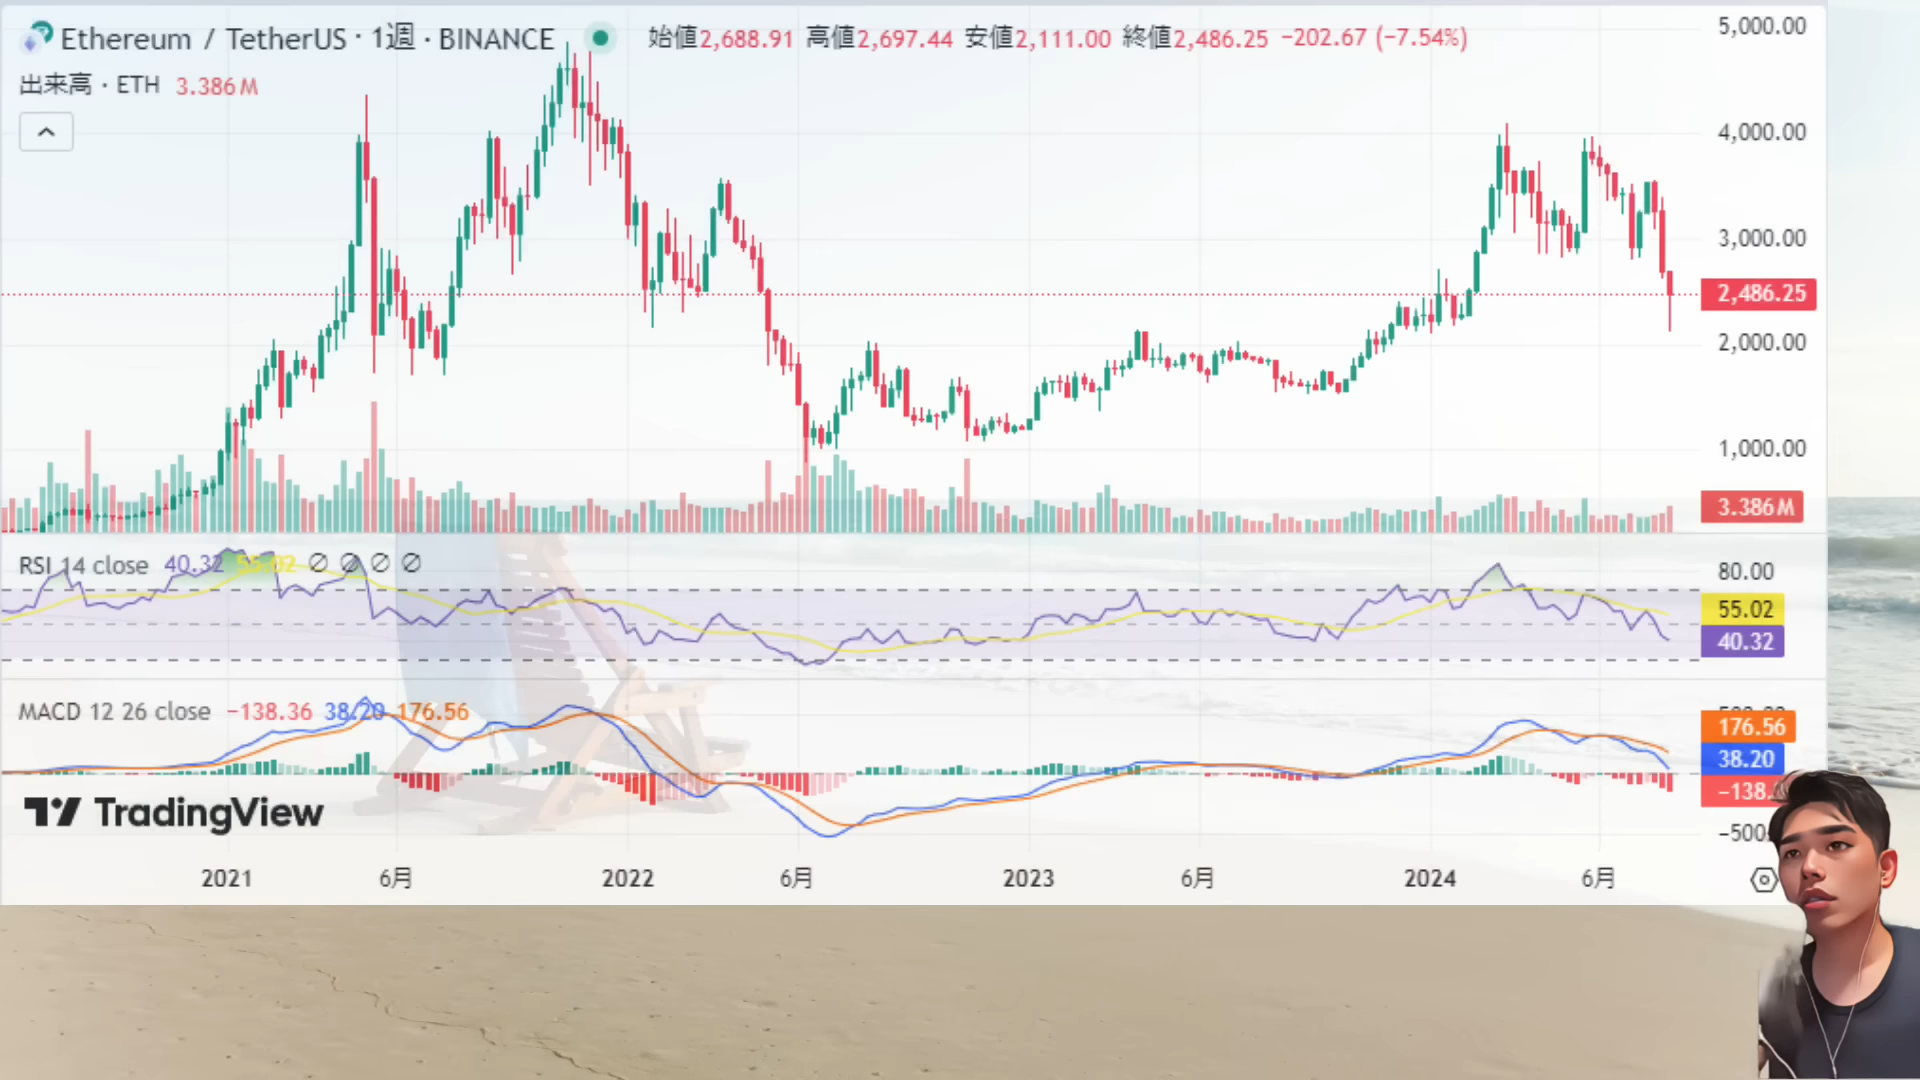 Ethereum / TetherUS · 1週 · BINANCE 始値2,688.91 高値2,697.44 安値2,111.00 終値2,486.25 −202.67 (−7.54%)
出来高 · ETH 3.386 M
5,000.00
4,000.00
3,000.00
2,486.25
2,000.00
1,000.00
3.386 M
RSI 14 close 40.32 55.02 ∅ ∅ ∅ ∅
80.00
55.02
40.32
MACD 12 26 close −138.36 38.20 176.56
176.56
38.20
−138.
−500
TradingView
2021 6月 2022 6月 2023 6月 2024 6月